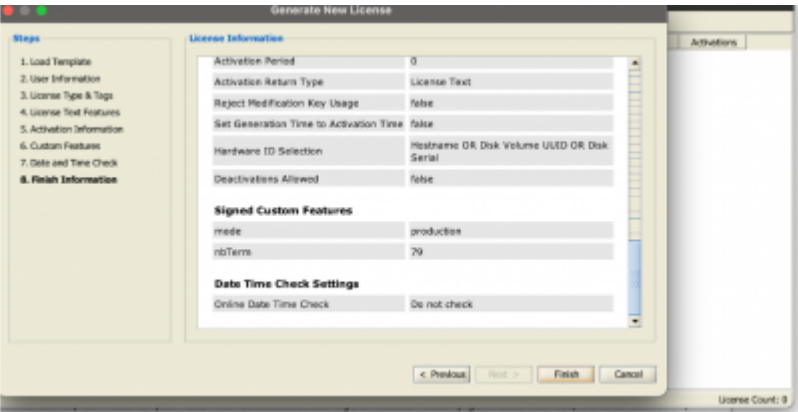 Generate New License
Steps
1. Load Template
2. User Information
3. License Type & Tags
4. License Text Features
5. Activation Information
6. Custom Features
7. Date and Time Check
8. Finish Information
License Information
Activation Period 0
Activation Return Type License Text
Reject Modification Key Usage false
Set Generation Time to Activation Time false
Hardware ID Selection Hostname OR Disk Volume UUID OR Disk
Serial
Deactivations Allowed false
Signed Custom Features
mode production
nbTerm 79
Date Time Check Settings
Online Date Time Check Do not check
< Previous Next > Finish Cancel
Activations
License Count: 0